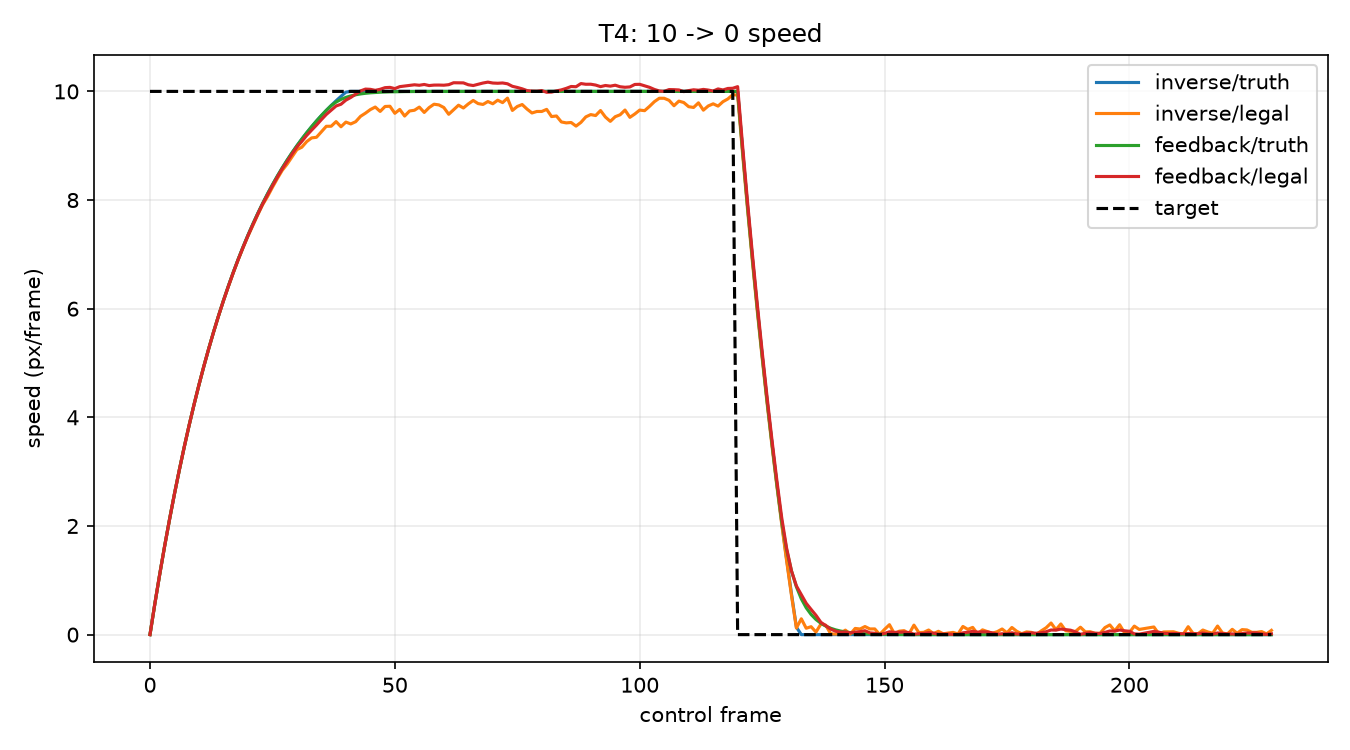 T4: 10 -> 0 speed
inverse/truth
inverse/legal
feedback/truth
feedback/legal
target
speed (px/frame)
10
8
6
4
2
0
0 50 100 150 200
control frame